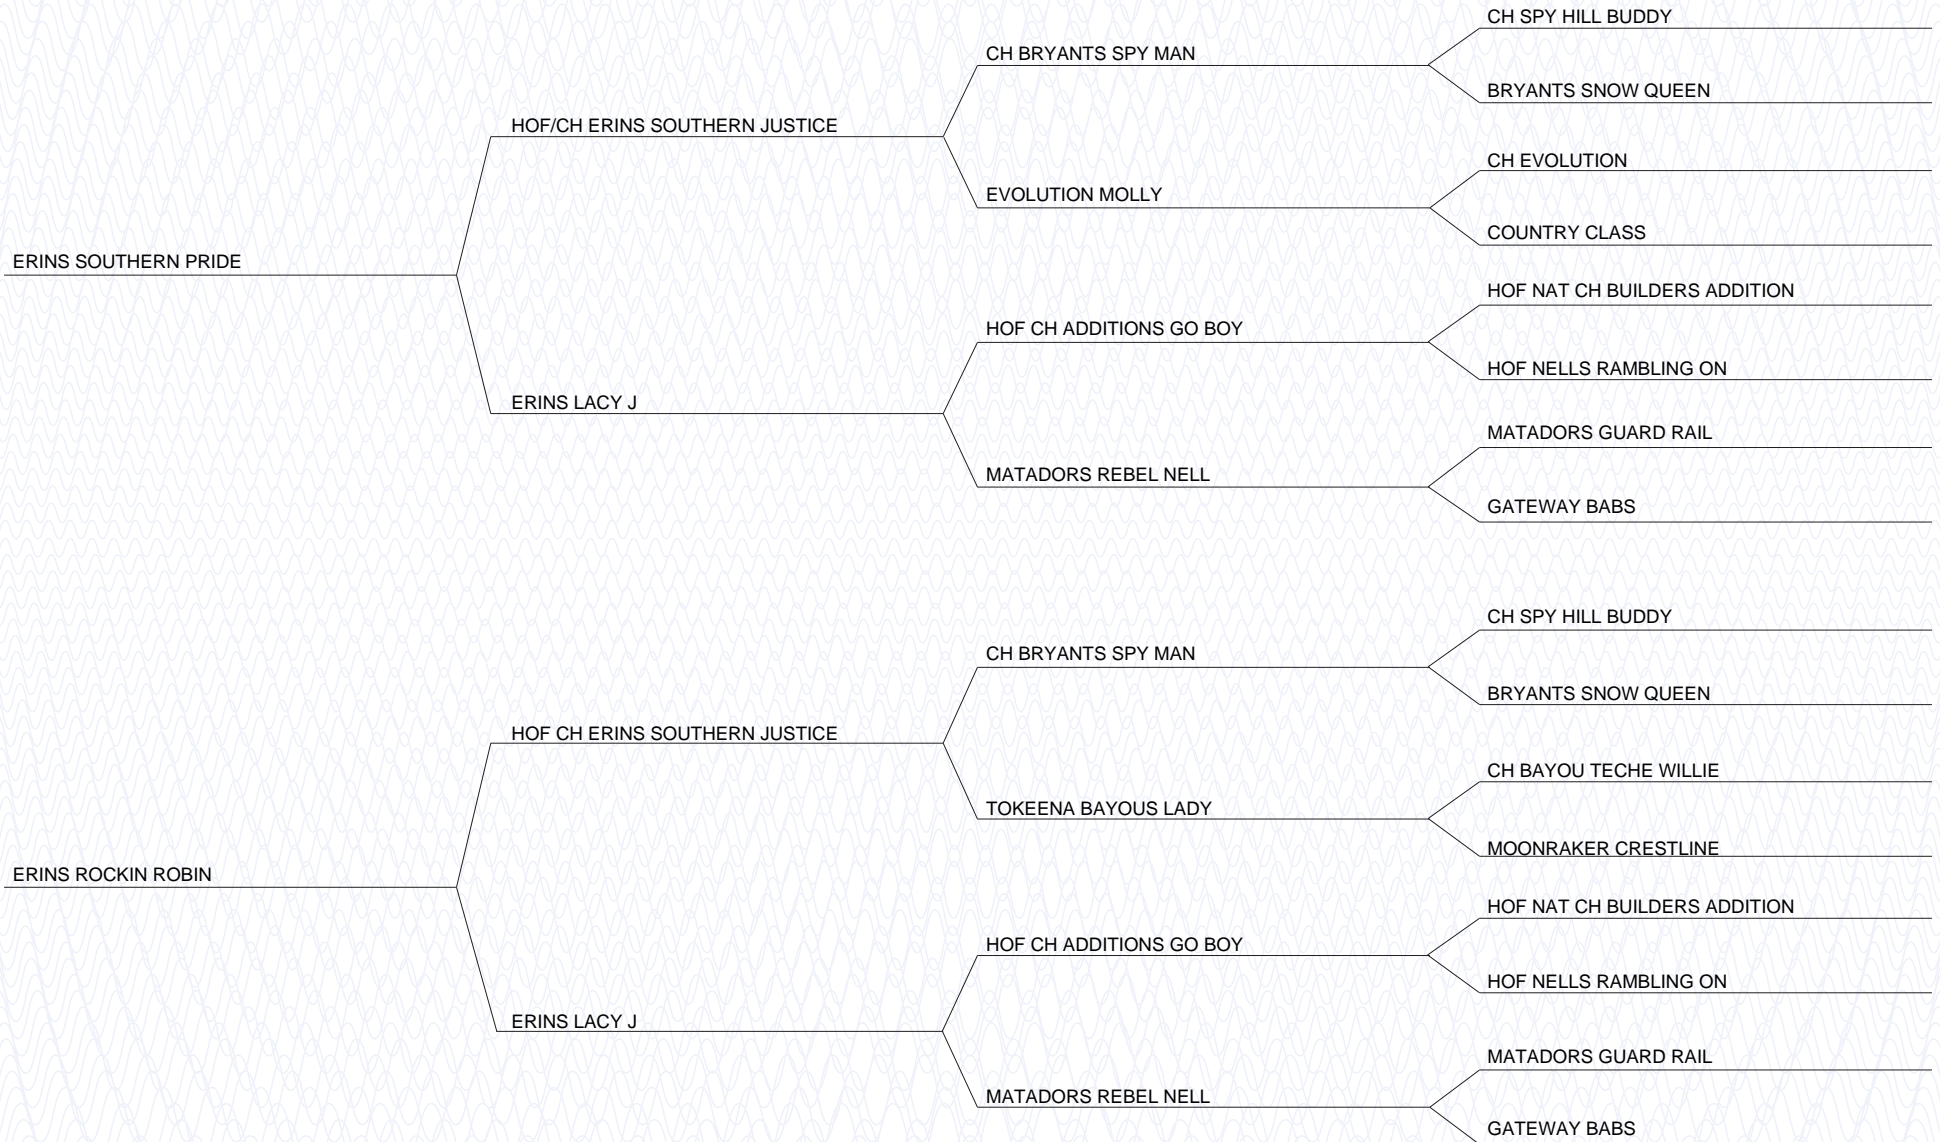 CH SPY HILL BUDDY
CH BRYANTS SPY MAN
BRYANTS SNOW QUEEN
HOF/CH ERINS SOUTHERN JUSTICE
CH EVOLUTION
EVOLUTION MOLLY
COUNTRY CLASS
ERINS SOUTHERN PRIDE
HOF NAT CH BUILDERS ADDITION
HOF CH ADDITIONS GO BOY
HOF NELLS RAMBLING ON
ERINS LACY J
MATADORS GUARD RAIL
MATADORS REBEL NELL
GATEWAY BABS
CH SPY HILL BUDDY
CH BRYANTS SPY MAN
BRYANTS SNOW QUEEN
HOF CH ERINS SOUTHERN JUSTICE
CH BAYOU TECHE WILLIE
TOKEENA BAYOUS LADY
MOONRAKER CRESTLINE
ERINS ROCKIN ROBIN
HOF NAT CH BUILDERS ADDITION
HOF CH ADDITIONS GO BOY
HOF NELLS RAMBLING ON
ERINS LACY J
MATADORS GUARD RAIL
MATADORS REBEL NELL
GATEWAY BABS